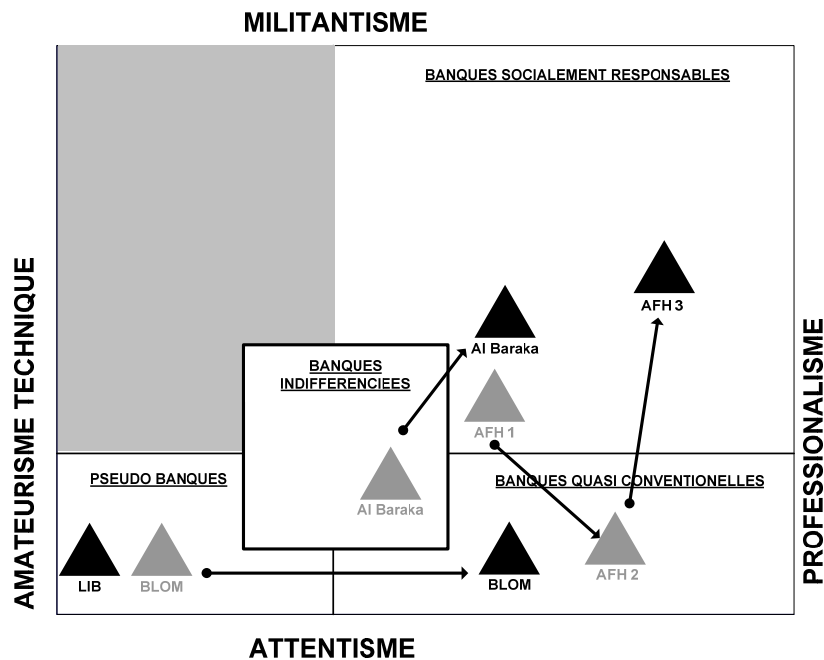 MILITANTISME
BANQUES SOCIALEMENT RESPONSABLES
AMATEURISME TECHNIQUE
PROFESSIONALISME
AFH 3
Al Baraka
BANQUES
INDIFFERENCIEES
AFH 1
PSEUDO BANQUES
BANQUES QUASI CONVENTIONELLES
Al Baraka
LIB
BLOM
BLOM
AFH 2
ATTENTISME